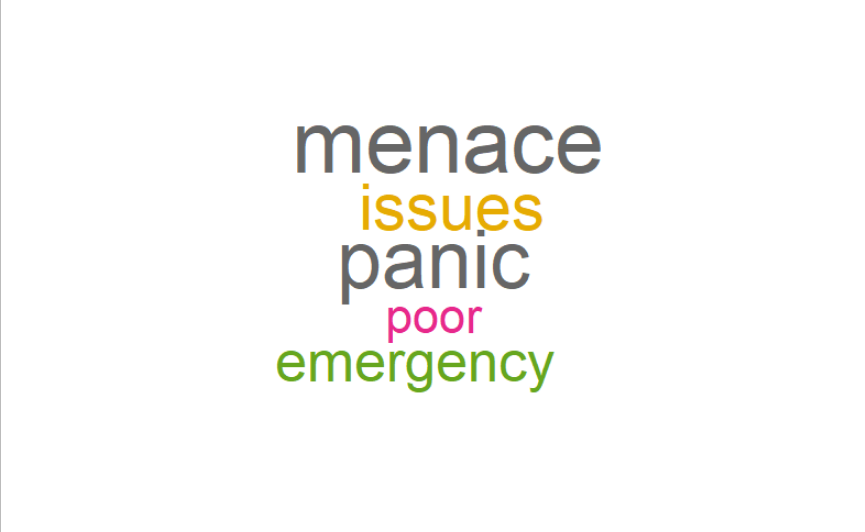 menace
issues
panic
poor
emergency